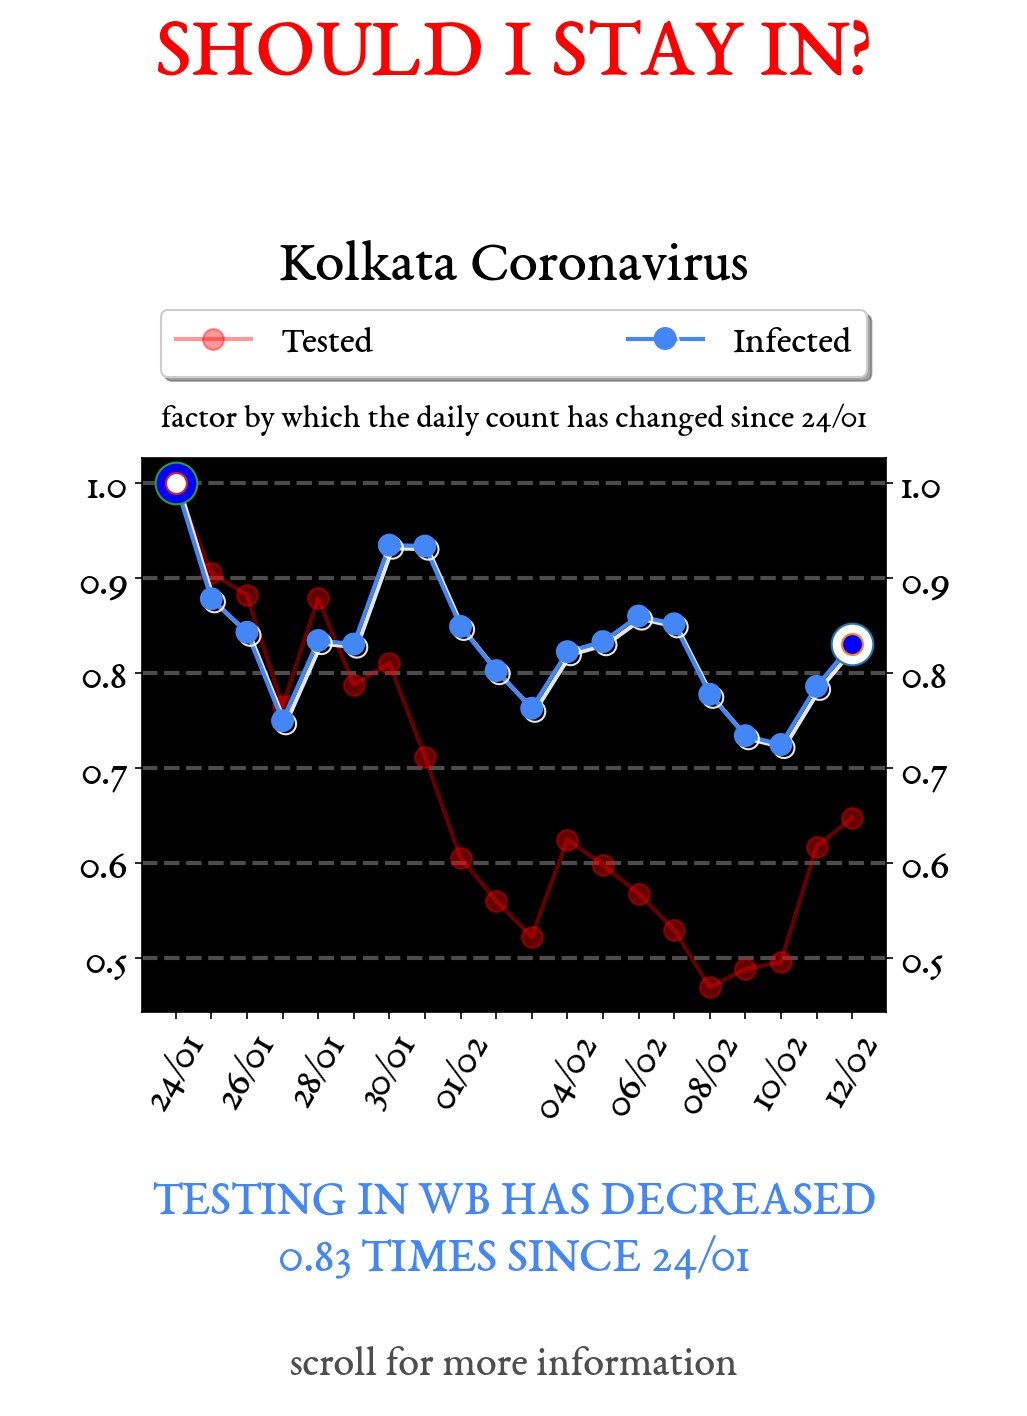 SHOULD I STAY IN?
Kolkata Coronavirus
Tested Infected
factor by which the daily count has changed since 24/01
1.0 1.0
0.9 0.9
0.8 0.8
0.7 0.7
0.6 0.6
0.5 0.5
24/01 26/01 28/01 30/01 01/02 04/02 06/02 08/02 10/02 12/02
TESTING IN WB HAS DECREASED
0.83 TIMES SINCE 24/01
scroll for more information